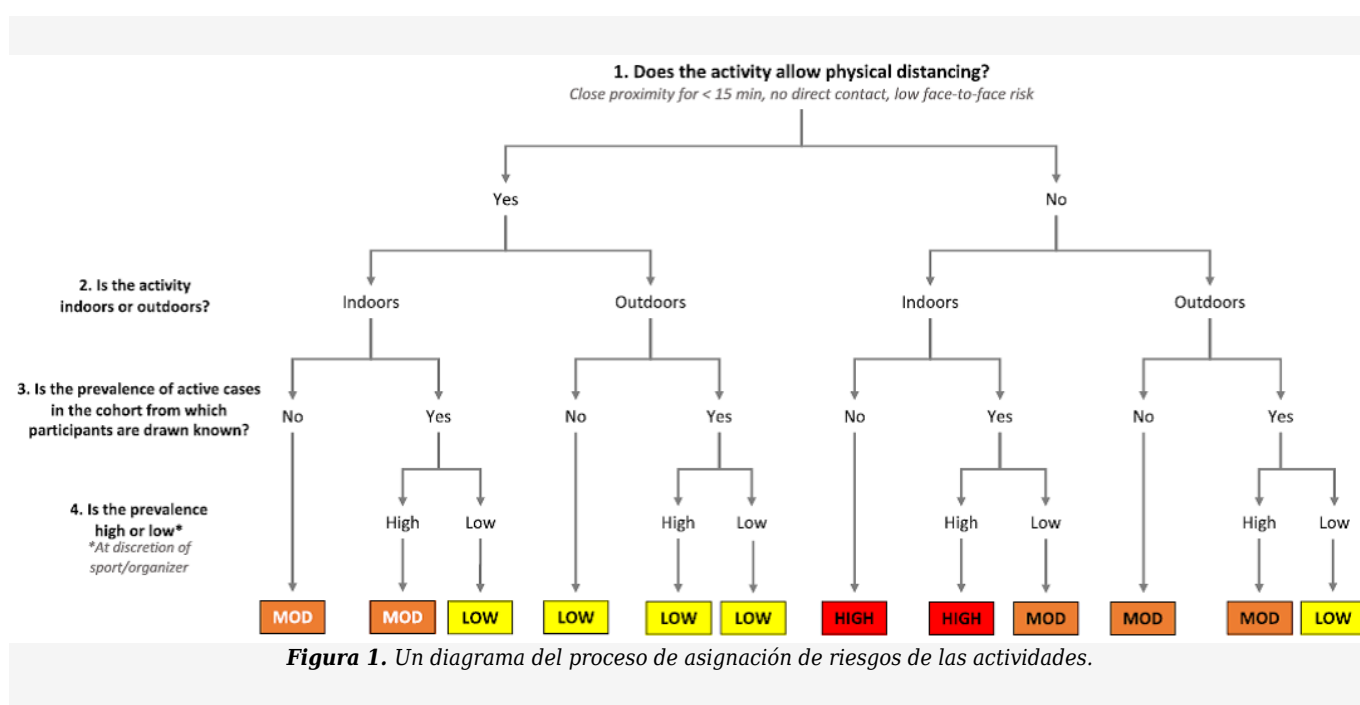 1. Does the activity allow physical distancing?
Close proximity for < 15 min, no direct contact, low face-to-face risk
Yes
No
2. Is the activity
indoors or outdoors?
Indoors
Outdoors
Indoors
Outdoors
3. Is the prevalence of active cases
in the cohort from which
participants are drawn known?
No
Yes
No
Yes
No
Yes
No
Yes
4. Is the prevalence
high or low*
*At discretion of
sport/organizer
High
Low
High
Low
High
Low
High
Low
MOD
MOD
LOW
LOW
LOW
LOW
HIGH
HIGH
MOD
MOD
MOD
LOW
Figura 1. Un diagrama del proceso de asignación de riesgos de las actividades.